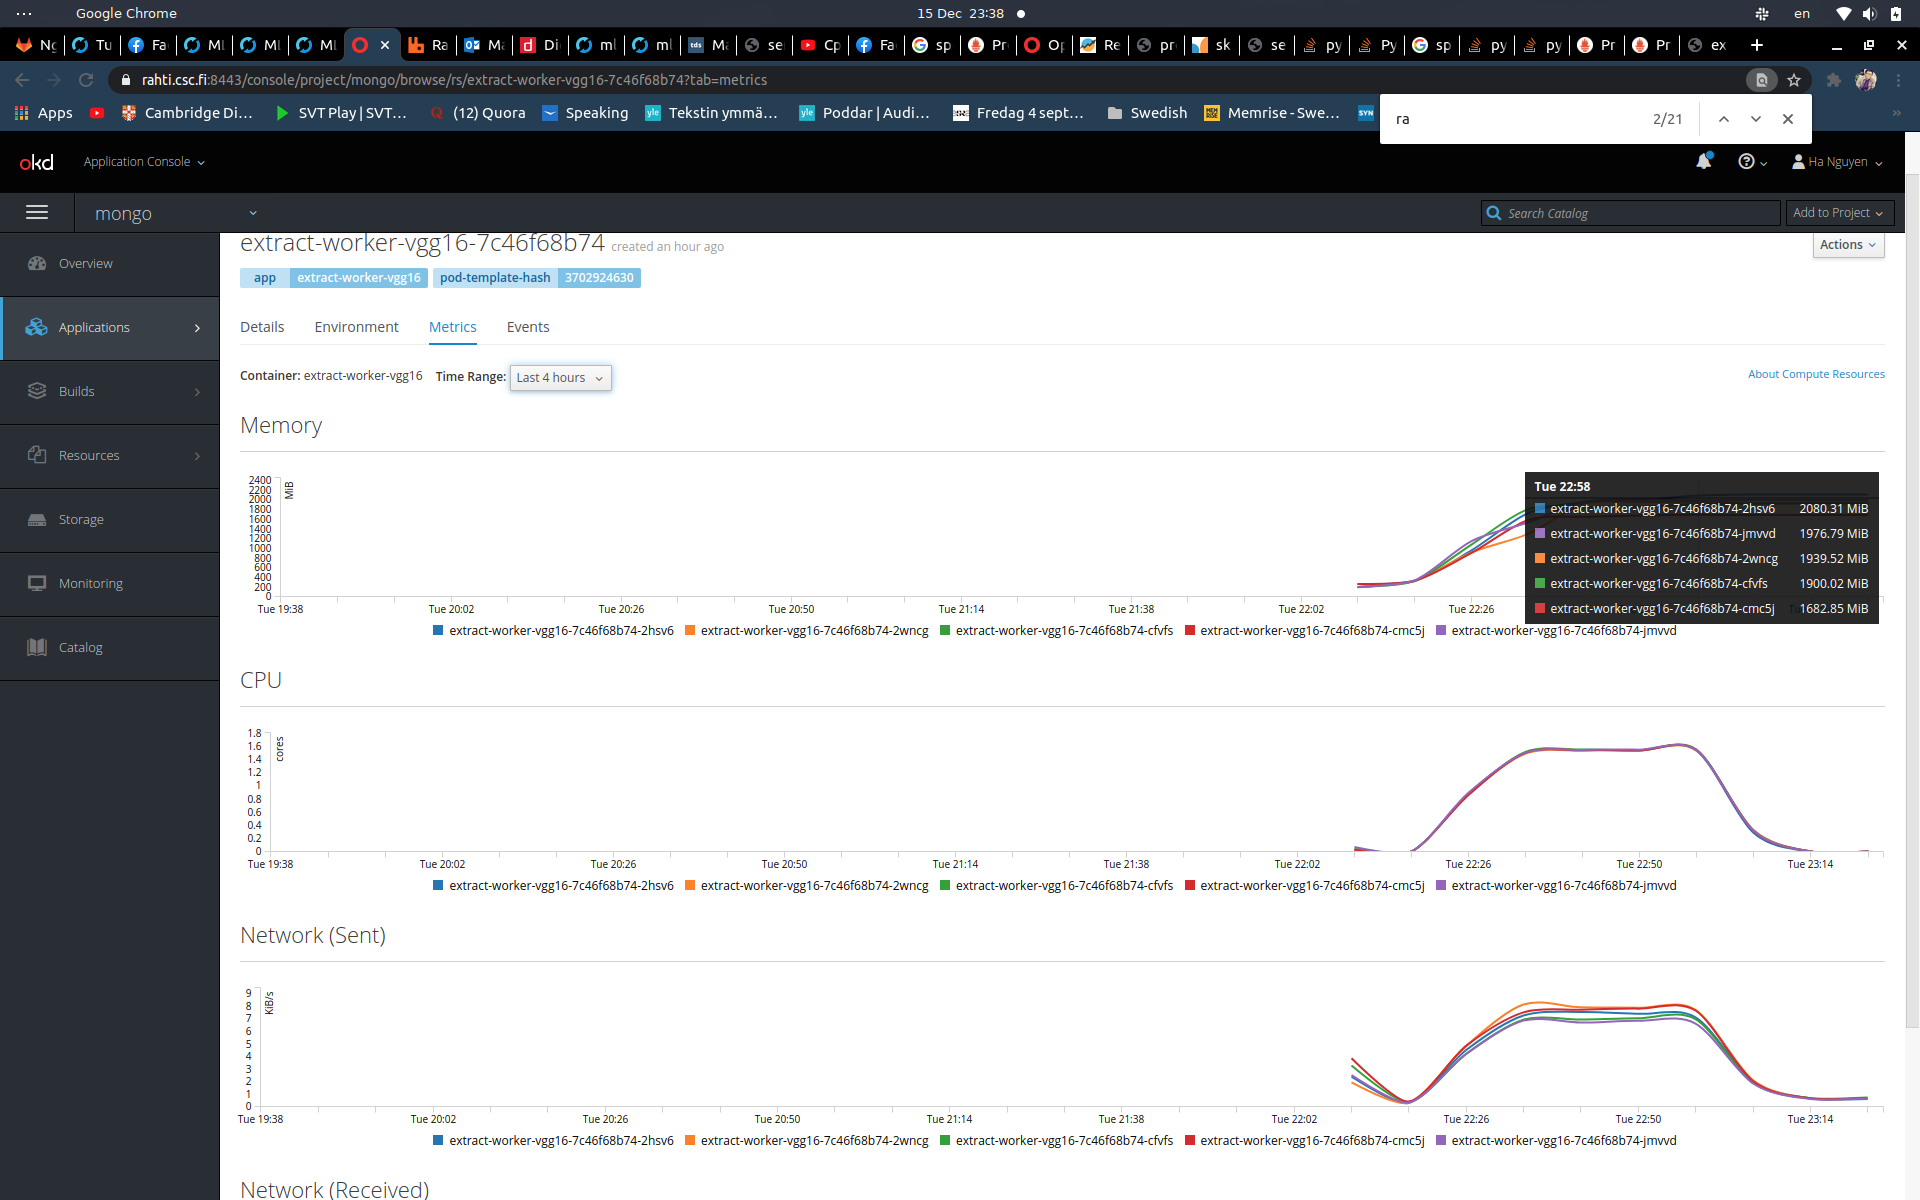 Google Chrome
15 Dec 23:38
en
Ng
Tu
Fa
ML
ML
ML
Ra
Ma
Di
ml
ml
tds
Ma
se
Cp
Fa
sp
Pr
Op
Re
pr
sk
se
py
Py
sp
py
py
Pr
Pr
ex
rahti.csc.fi:8443/console/project/mongo/browse/rs/extract-worker-vgg16-7c46f68b74?tab=metrics
Apps
Cambridge Di...
SVT Play | SVT...
(12) Quora
Speaking
yle
Tekstin ymmä...
yle
Poddar | Audi...
Fredag 4 sept...
Swedish
Memrise - Swe...
SYN
ra
2/21
okd
Application Console
Ha Nguyen
mongo
Search Catalog
Add to Project
Overview
Applications
Builds
Resources
Storage
Monitoring
Catalog
extract-worker-vgg16-7c46f68b74 created an hour ago
Actions
app extract-worker-vgg16 pod-template-hash 3702924630
Details Environment Metrics Events
Container: extract-worker-vgg16 Time Range: Last 4 hours
About Compute Resources
Memory
2400
2200
2000
1800
1600
1400
1200
1000
800
600
400
200
0
MiB
Tue 22:58
extract-worker-vgg16-7c46f68b74-2hsv6 2080.31 MiB
extract-worker-vgg16-7c46f68b74-jmvvd 1976.79 MiB
extract-worker-vgg16-7c46f68b74-2wncg 1939.52 MiB
extract-worker-vgg16-7c46f68b74-cfvfs 1900.02 MiB
extract-worker-vgg16-7c46f68b74-cmc5j 1682.85 MiB
Tue 19:38 Tue 20:02 Tue 20:26 Tue 20:50 Tue 21:14 Tue 21:38 Tue 22:02 Tue 22:26
extract-worker-vgg16-7c46f68b74-2hsv6 extract-worker-vgg16-7c46f68b74-2wncg extract-worker-vgg16-7c46f68b74-cfvfs extract-worker-vgg16-7c46f68b74-cmc5j extract-worker-vgg16-7c46f68b74-jmvvd
CPU
1.8
1.6
1.4
1.2
1
0.8
0.6
0.4
0.2
0
cores
Tue 19:38 Tue 20:02 Tue 20:26 Tue 20:50 Tue 21:14 Tue 21:38 Tue 22:02 Tue 22:26 Tue 22:50 Tue 23:14
extract-worker-vgg16-7c46f68b74-2hsv6 extract-worker-vgg16-7c46f68b74-2wncg extract-worker-vgg16-7c46f68b74-cfvfs extract-worker-vgg16-7c46f68b74-cmc5j extract-worker-vgg16-7c46f68b74-jmvvd
Network (Sent)
9
8
7
6
5
4
3
2
1
0
KiB/s
Tue 19:38 Tue 20:02 Tue 20:26 Tue 20:50 Tue 21:14 Tue 21:38 Tue 22:02 Tue 22:26 Tue 22:50 Tue 23:14
extract-worker-vgg16-7c46f68b74-2hsv6 extract-worker-vgg16-7c46f68b74-2wncg extract-worker-vgg16-7c46f68b74-cfvfs extract-worker-vgg16-7c46f68b74-cmc5j extract-worker-vgg16-7c46f68b74-jmvvd
Network (Received)